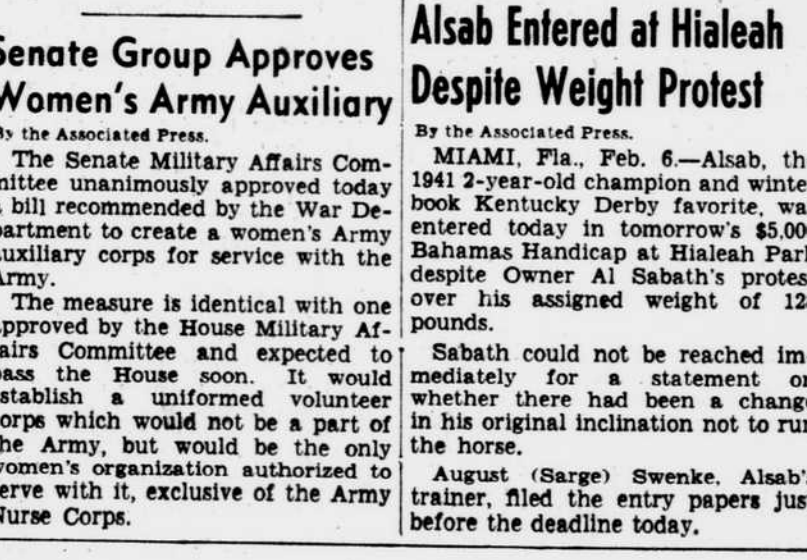 Senate Group Approves
Women's Army Auxiliary
By the Associated Press.
The Senate Military Affairs Com-
mittee unanimously approved today
bill recommended by the War De-
partment to create a women's Army
auxiliary corps for service with the
Army.
The measure is identical with one
approved by the House Military Af-
fairs Committee and expected to
pass the House soon. It would
establish a uniformed volunteer
corps which would not be a part of
the Army, but would be the only
women's organization authorized to
serve with it, exclusive of the Army
Nurse Corps.
Alsab Entered at Hialeah
Despite Weight Protest
By the Associated Press.
MIAMI, Fla., Feb. 6.—Alsab, th
1941 2-year-old champion and winte
book Kentucky Derby favorite, wa
entered today in tomorrow's $5,00
Bahamas Handicap at Hialeah Park
despite Owner Al Sabath's protes
over his assigned weight of 12
pounds.
Sabath could not be reached im
mediately for a statement on
whether there had been a change
in his original inclination not to run
the horse.
August (Sarge) Swenke, Alsab'
trainer, filed the entry papers jus
before the deadline today.